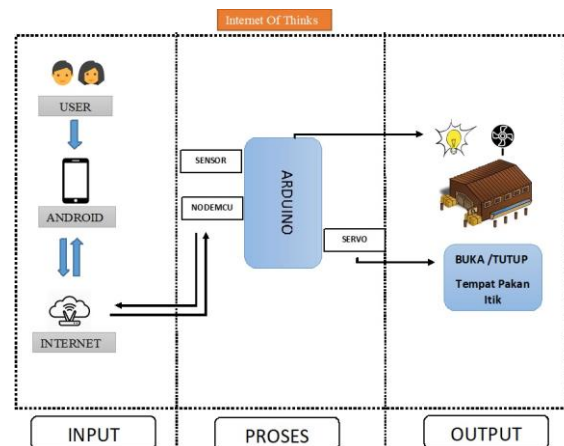 Internet Of Thinks
USER
ANDROID
INTERNET
SENSOR
NODEMCU
ARDUINO
SERVO
BUKA /TUTUP
Tempat Pakan
Itik
INPUT
PROSES
OUTPUT